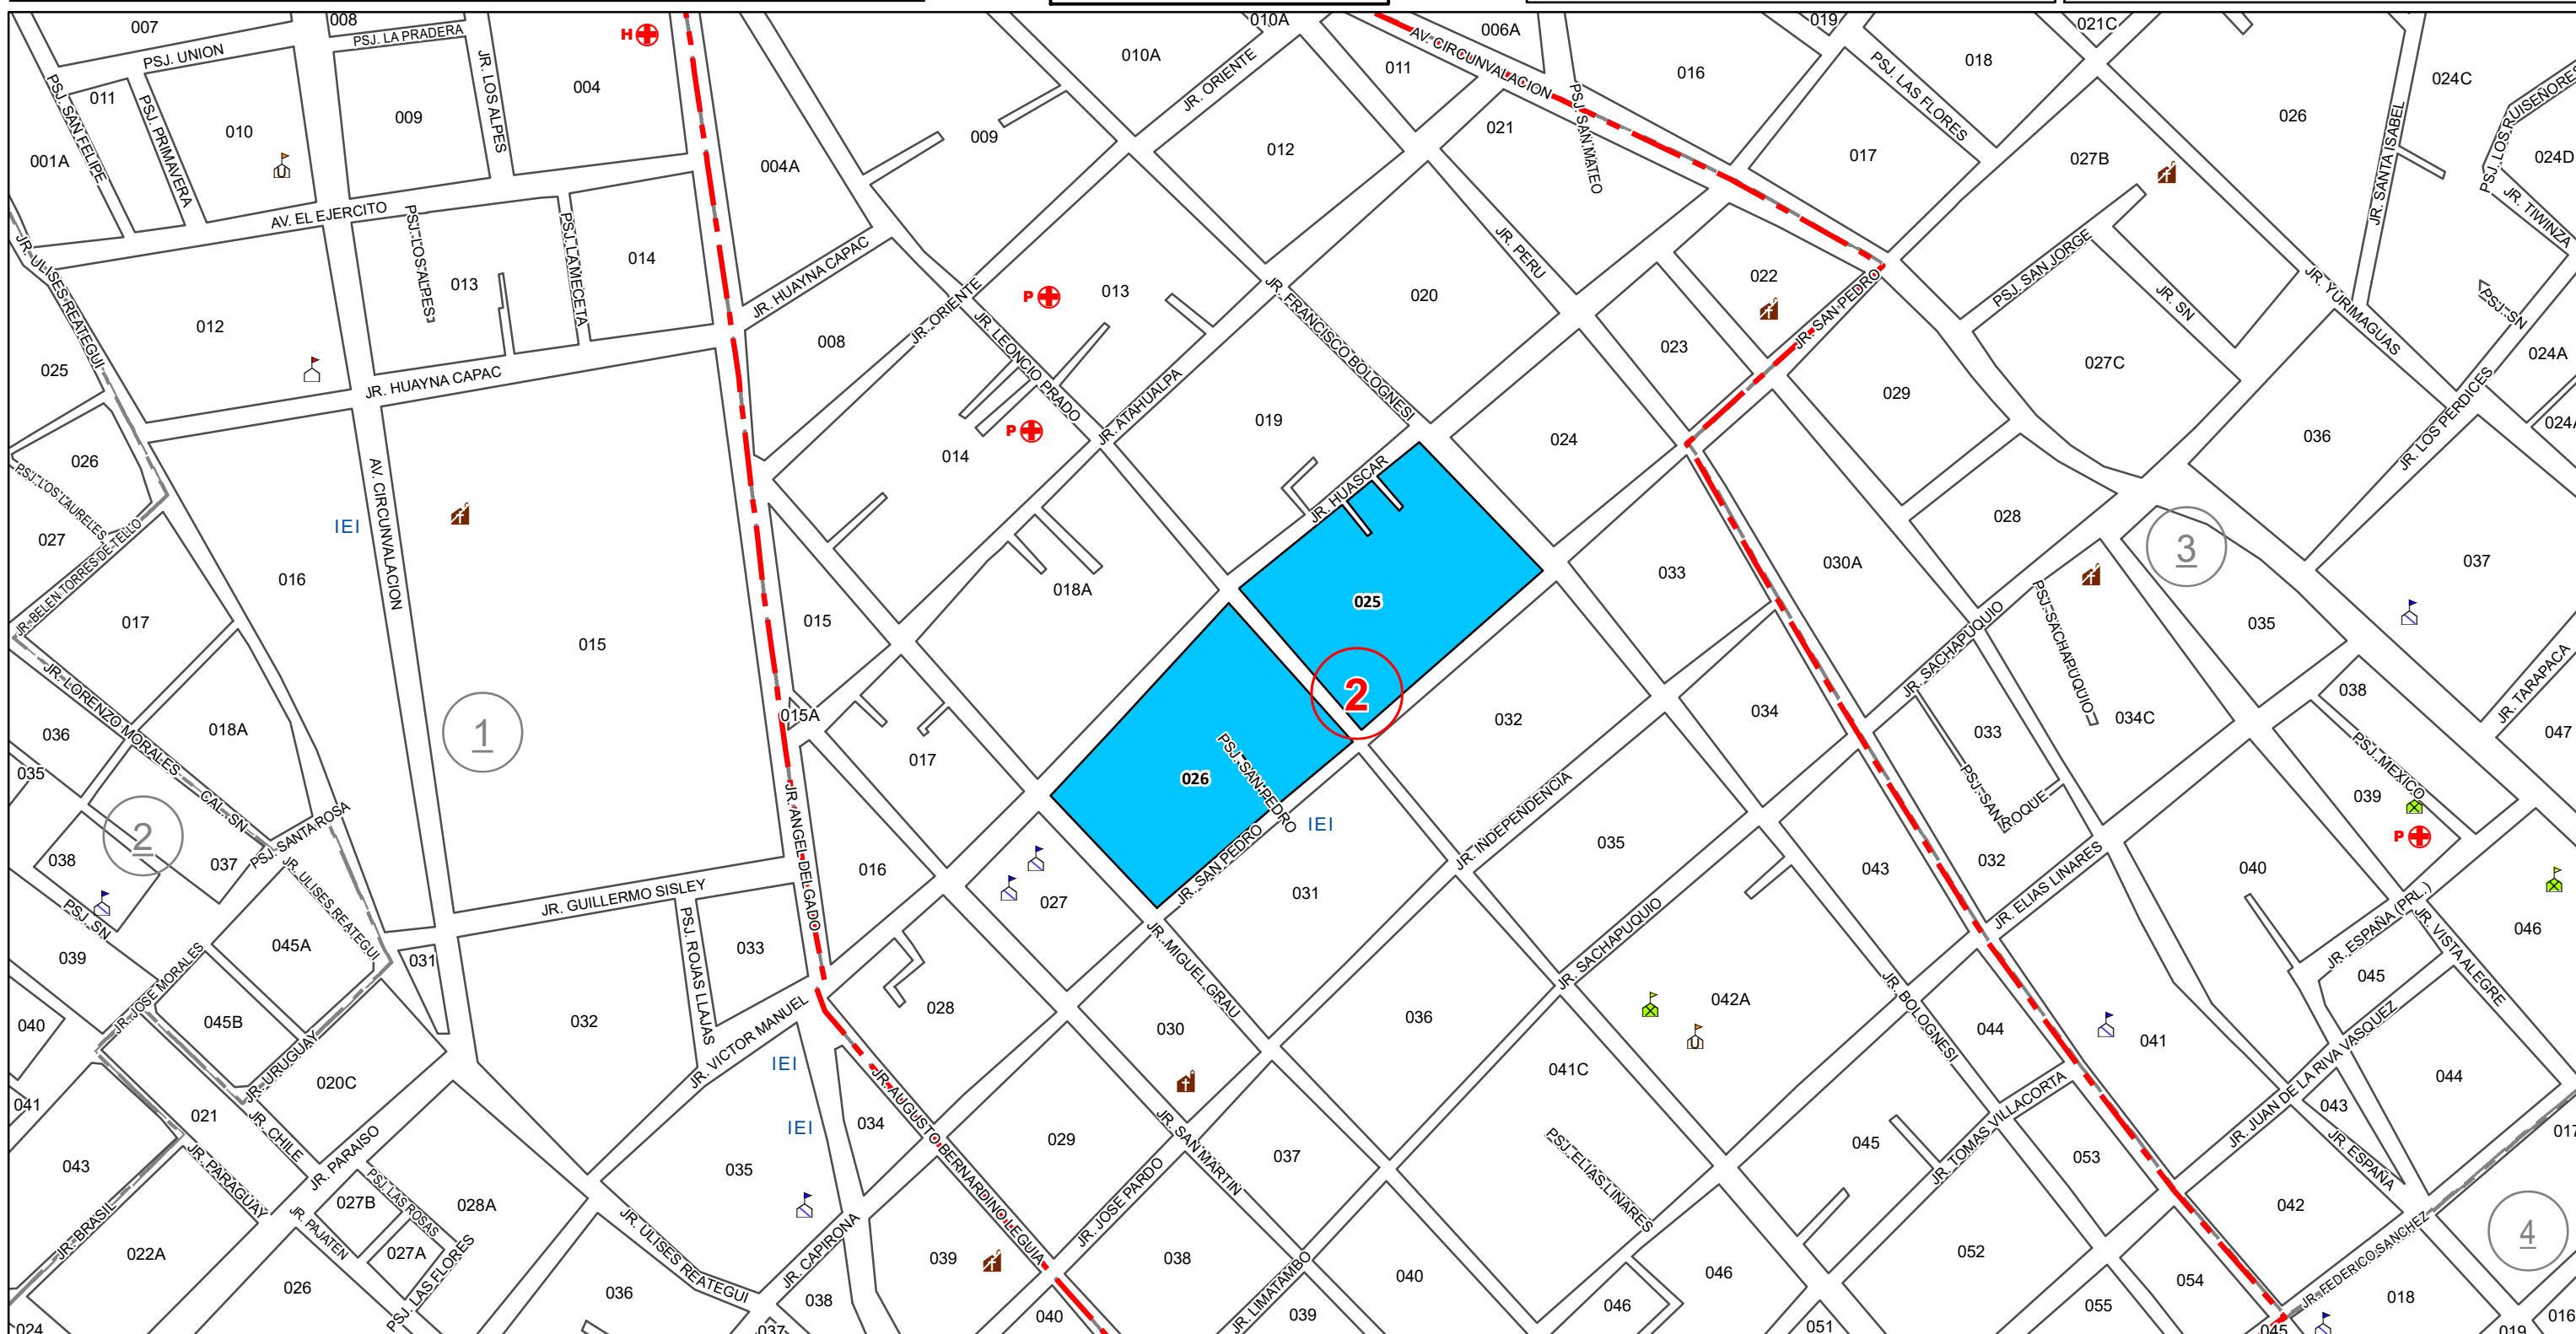 007
008
PSJ. LA PRADERA
PSJ. UNION
H
010A
010A
006A
019
021C
AV. CIRCUNVALACION
011
016
018
024C
PSJ. SAN FELIPE
011
PSJ. PRIMAVERA
010
009
JR. LOS ALPES
004
JR. ORIENTE
PSJ. LAS FLORES
026
PSJ. LOS RUISEÑORES
001A
004A
009
012
021
PSJ. SAN MATEO
017
027B
JR. SANTA ISABEL
024D
AV. EL EJERCITO
PSJ. LOS ALPES
PSJ. LA MECETA
014
JR. HUAYNA CAPAC
JR. TIWINZA
JR. ULISES REATEGUI
013
P
013
JR. FRANCISCO BOLOGNESI
020
JR. PERU
022
JR. SAN PEDRO
PSJ. SAN JORGE
JR. SN
JR. YURIMAGUAS
PSJ. SN
012
008
JR. ORIENTE
JR. LEONCIO PRADO
023
027C
024A
025
JR. HUAYNA CAPAC
JR. ATAHUALPA
019
029
036
JR. LOS PERDICES
024A
026
PSJ. LOS LAURELES
AV. CIRCUNVALACION
P
014
024
JR. HUASCAR
IEI
027
JR. BELEN TORRES DE TELLO
016
018A
025
033
030A
028
3
037
017
015
015
JR. SACHAPUQUIO
PSJ. SACHAPUQUIO
035
JR. LORENZO MORALES
018A
036
1
015A
2
032
034
034C
038
JR. TARAPACA
047
035
CAL. SN
017
026
PSJ. SAN PEDRO
033
PSJ. SAN ROQUE
PSJ. MEXICO
039
P
2
JR. ANGEL DELGADO
IEI
JR. INDEPENDENCIA
035
038
037
PSJ. SANTA ROSA
JR. ULISES REATEGUI
016
JR. SAN PEDRO
043
032
JR. ELIAS LINARES
040
PSJ. SN
JR. GUILLERMO SISLEY
027
031
JR. ESPAÑA (PRL.)
JR. VISTA ALEGRE
046
039
045A
031
PSJ. ROJAS LLAJAS
033
JR. MIGUEL GRAU
JR. SACHAPUQUIO
JR. BOLOGNESI
045
JR. JOSE MORALES
040
045B
032
JR. VICTOR MANUEL
028
030
036
042A
044
041
JR. JUAN DE LA RIVA VASQUEZ
044
JR. URUGUAY
020C
IEI
041C
041
021
JR. CHILE
JR. PARAISO
IEI
034
JR. AUGUSTO BERNARDINO LEGUIA
029
JR. SAN MARTIN
037
PSJ. ELIAS LINARES
045
JR. TOMAS VILLACORTA
053
043
JR. ESPAÑA
017
043
JR. PARAGUAY
035
JR. BRASIL
022A
027B
PSJ. LAS ROSAS
028A
JR. PAJATEN
027A
PSJ. LAS FLORES
JR. ULISES REATEGUI
JR. CAPIRONA
039
JR. JOSE PARDO
038
JR. LIMATAMBO
040
046
052
042
JR. FEDERICO SANCHEZ
4
026
036
038
037
040
039
046
051
055
054
045
018
019
016
024